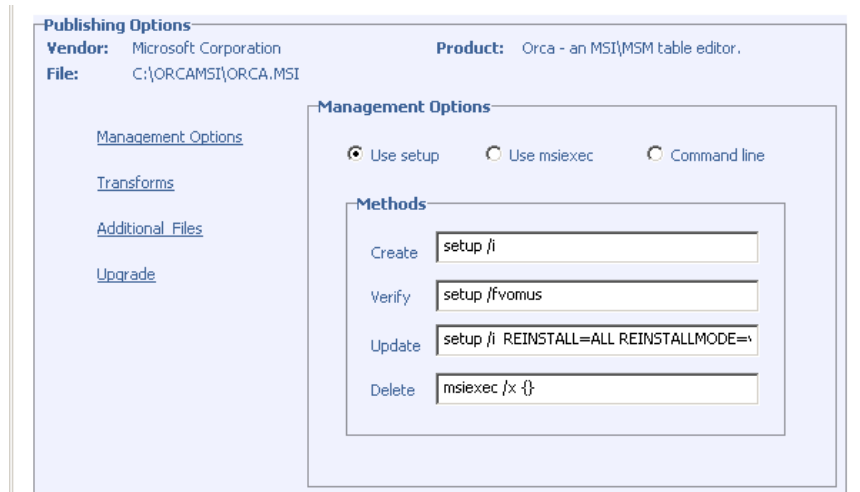 Publishing Options
Vendor: Microsoft Corporation Product: Orca - an MSI\MSM table editor.
File: C:\ORCAMSI\ORCA.MSI
Management Options
Management Options
Use setup Use msiexec Command line
Transforms
Methods
Additional Files
Create setup /i
Upgrade
Verify setup /fvomus
Update setup /i REINSTALL=ALL REINSTALLMODE=
Delete msiexec /x {}